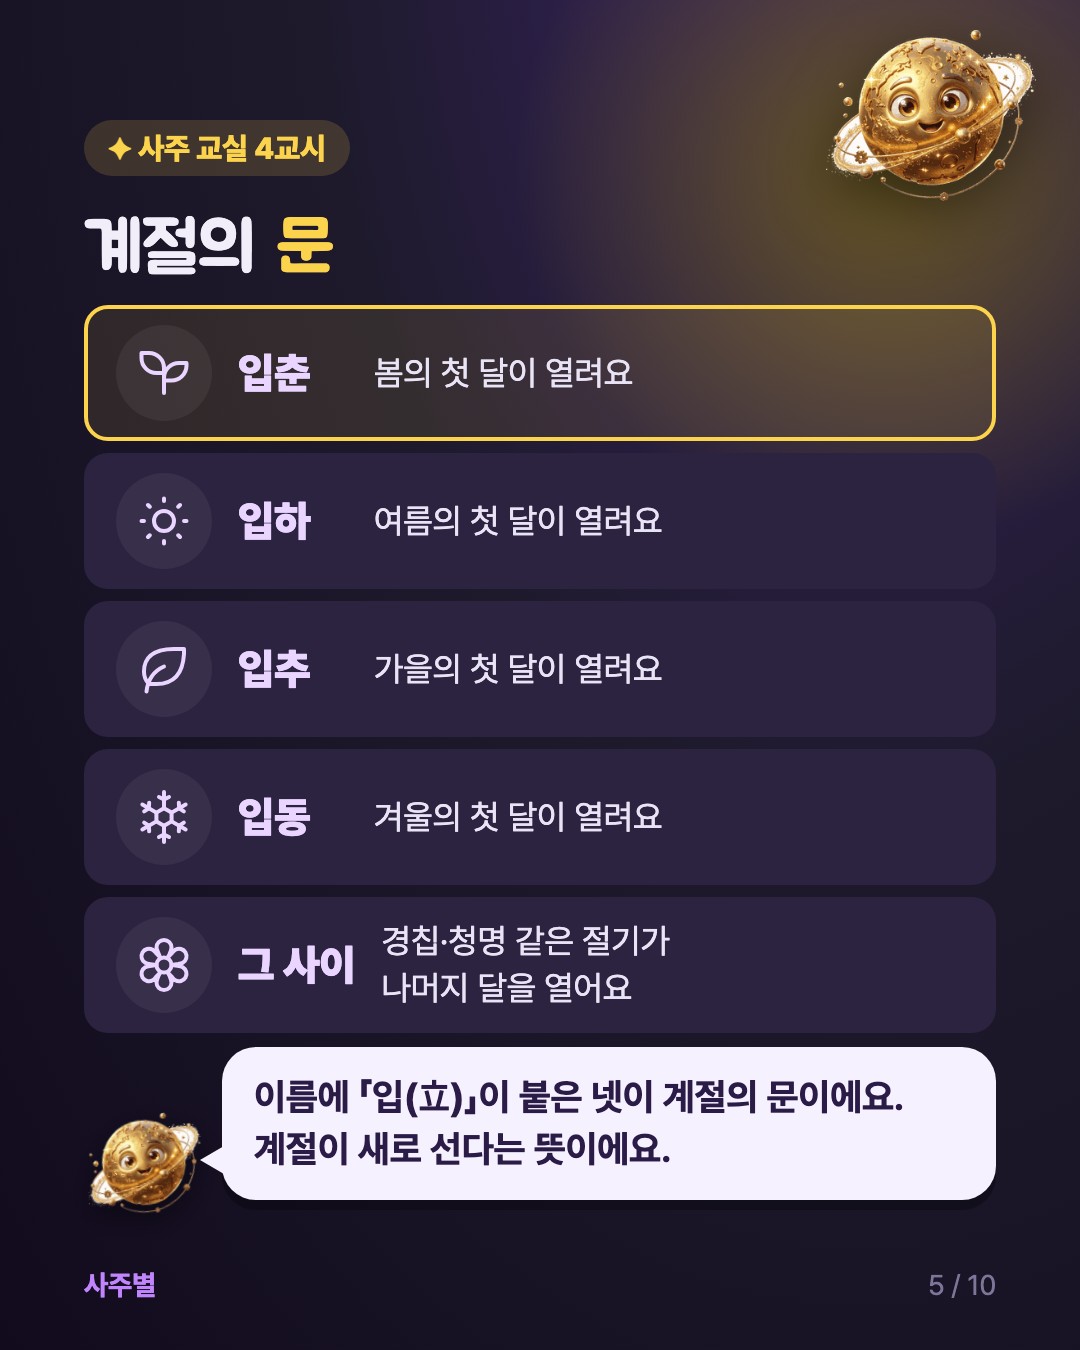 ✦ 사주 교실 4교시
계절의 문
입춘 봄의 첫 달이 열려요
입하 여름의 첫 달이 열려요
입추 가을의 첫 달이 열려요
입동 겨울의 첫 달이 열려요
그 사이 경칩·청명 같은 절기가
나머지 달을 열어요
이름에 「입(立)」이 붙은 넷이 계절의 문이에요.
계절이 새로 선다는 뜻이에요.
사주별 5 / 10